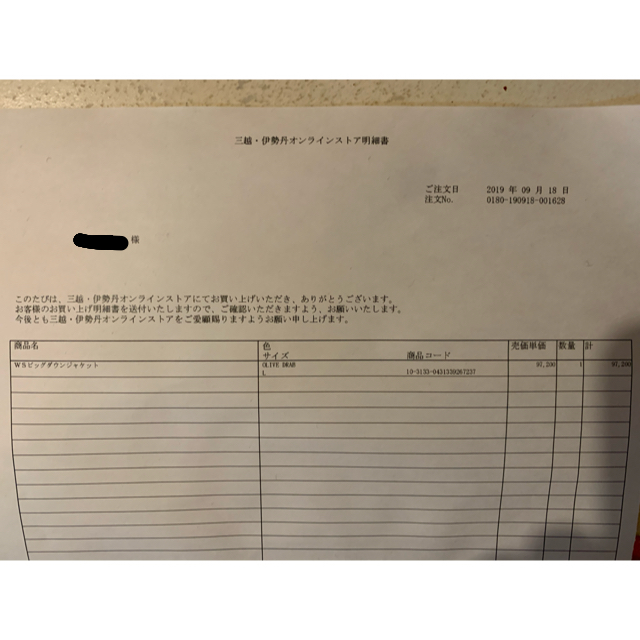 三越・伊勢丹オンラインストア明細書
ご注文日 2019 年 09 月 18 日
注文No. 0180-190918-001628
様
このたびは、三越・伊勢丹オンラインストアにてお買い上げいただき、ありがとうございます。
お客様のお買い上げ明細書を送付いたしますので、ご確認いただきますよう、お願いいたします。
今後とも三越・伊勢丹オンラインストアをご愛顧賜りますようお願い申し上げます。
商品名 色 売価単価 数量 計
サイズ 商品コード
WSビッグダウンジャケット OLIVE DRAB 97,200 1 97,200
L 10-3133-0431339267237